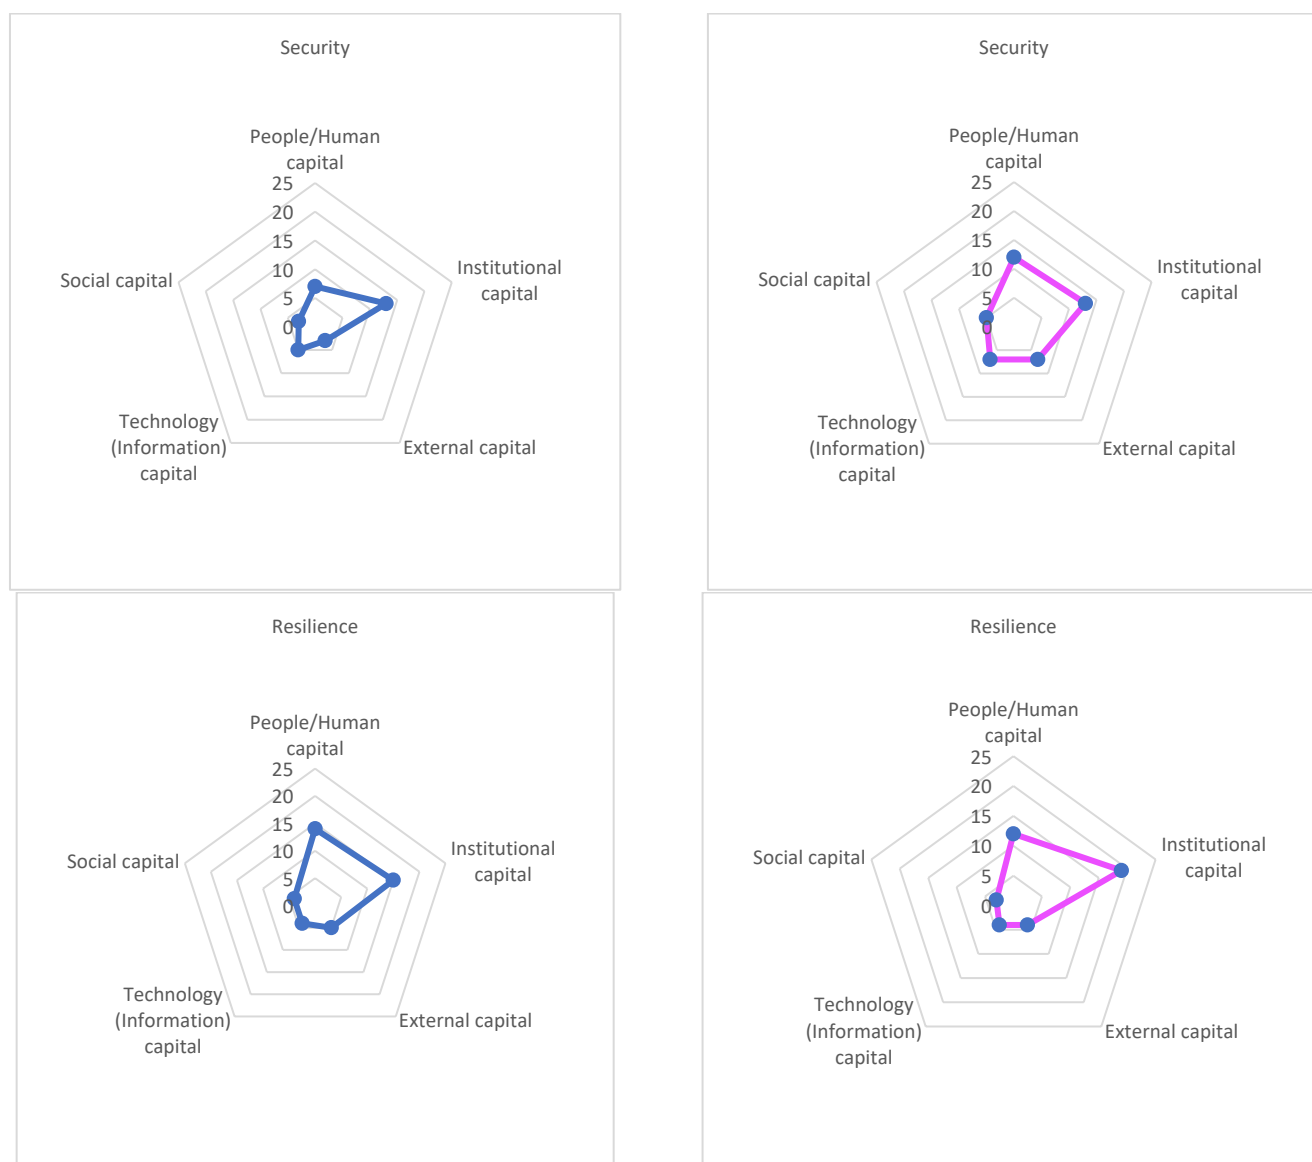 Security
People/Human
capital
25
20
15
10
5
0
Institutional
capital
External capital
Technology
(Information)
capital
Social capital
Security
People/Human
capital
25
20
15
10
5
0
Institutional
capital
External capital
Technology
(Information)
capital
Social capital
Resilience
People/Human
capital
25
20
15
10
5
0
Institutional
capital
External capital
Technology
(Information)
capital
Social capital
Resilience
People/Human
capital
25
20
15
10
5
0
Institutional
capital
External capital
Technology
(Information)
capital
Social capital